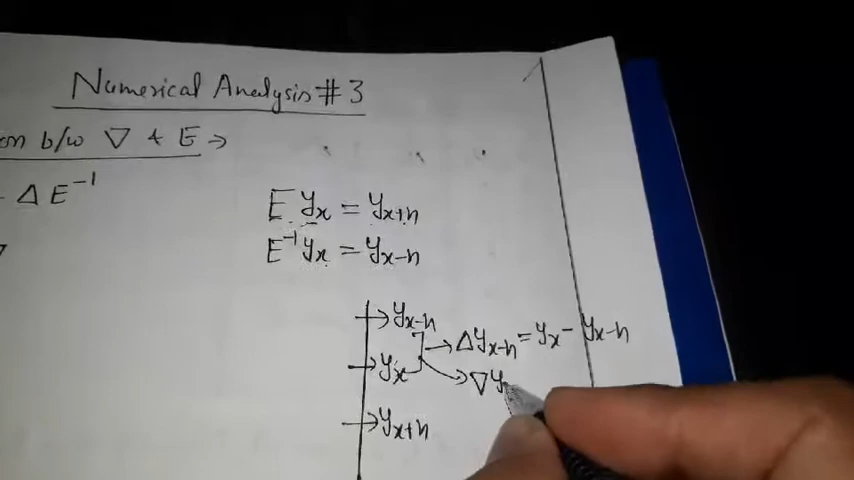 Numerical Analysis # 3
on b/w ∇ & E →
- Δ E⁻¹
E yₓ = yₓ₊ₕ
E⁻¹ yₓ = yₓ₋ₕ
→ yₓ₋ₕ
→ Δyₓ₋ₕ = yₓ - yₓ₋ₕ
→ yₓ
→ ∇y
→ yₓ₊ₕ